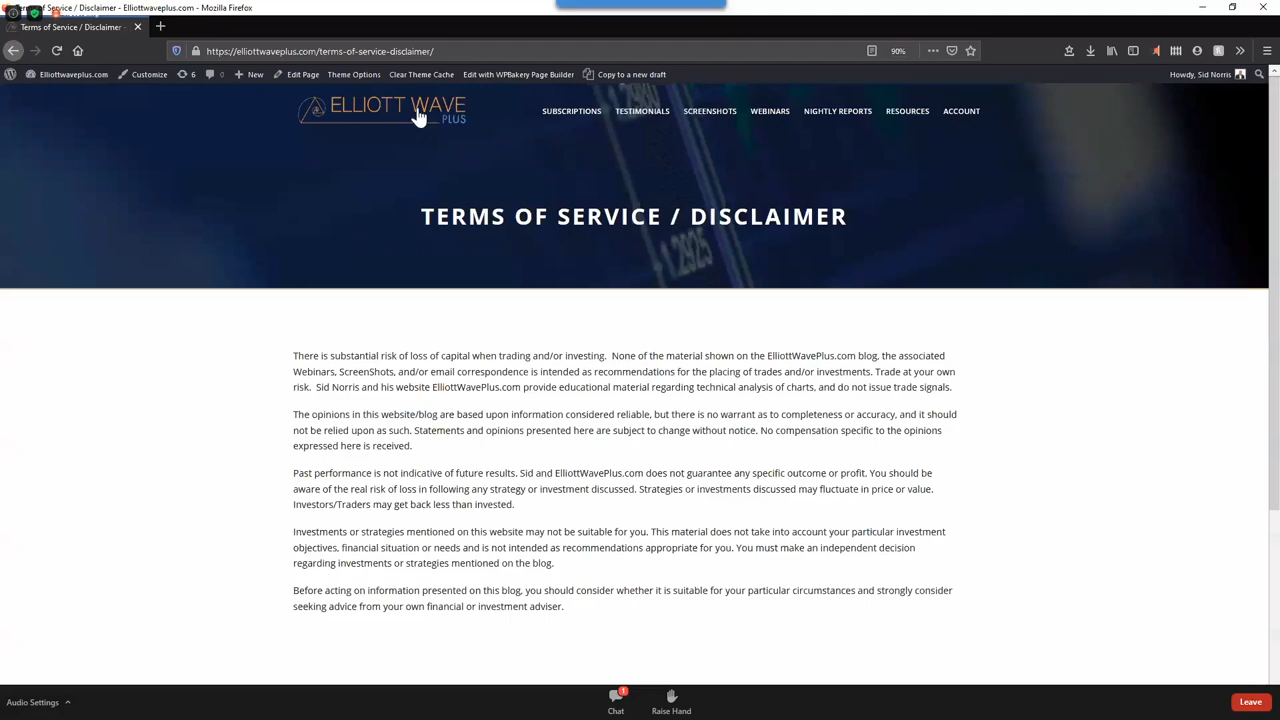 Terms of Service / Disclaimer - Elliottwaveplus.com - Mozilla Firefox
Terms of Service / Disclaimer -
https://elliottwaveplus.com/terms-of-service-disclaimer/
90%
Elliottwaveplus.com Customize 6 0 New Edit Page Theme Options Clear Theme Cache Edit with WPBakery Page Builder Copy to a new draft Howdy, Sid Norris
ELLIOTT WAVE
PLUS
SUBSCRIPTIONS TESTIMONIALS SCREENSHOTS WEBINARS NIGHTLY REPORTS RESOURCES ACCOUNT
TERMS OF SERVICE / DISCLAIMER
1.2925
There is substantial risk of loss of capital when trading and/or investing. None of the material shown on the ElliottWavePlus.com blog, the associated
Webinars, ScreenShots, and/or email correspondence is intended as recommendations for the placing of trades and/or investments. Trade at your own
risk. Sid Norris and his website ElliottWavePlus.com provide educational material regarding technical analysis of charts, and do not issue trade signals.
The opinions in this website/blog are based upon information considered reliable, but there is no warrant as to completeness or accuracy, and it should
not be relied upon as such. Statements and opinions presented here are subject to change without notice. No compensation specific to the opinions
expressed here is received.
Past performance is not indicative of future results. Sid and ElliottWavePlus.com does not guarantee any specific outcome or profit. You should be
aware of the real risk of loss in following any strategy or investment discussed. Strategies or investments discussed may fluctuate in price or value.
Investors/Traders may get back less than invested.
Investments or strategies mentioned on this website may not be suitable for you. This material does not take into account your particular investment
objectives, financial situation or needs and is not intended as recommendations appropriate for you. You must make an independent decision
regarding investments or strategies mentioned on the blog.
Before acting on information presented on this blog, you should consider whether it is suitable for your particular circumstances and strongly consider
seeking advice from your own financial or investment adviser.
Audio Settings
1
Chat
Raise Hand
Leave